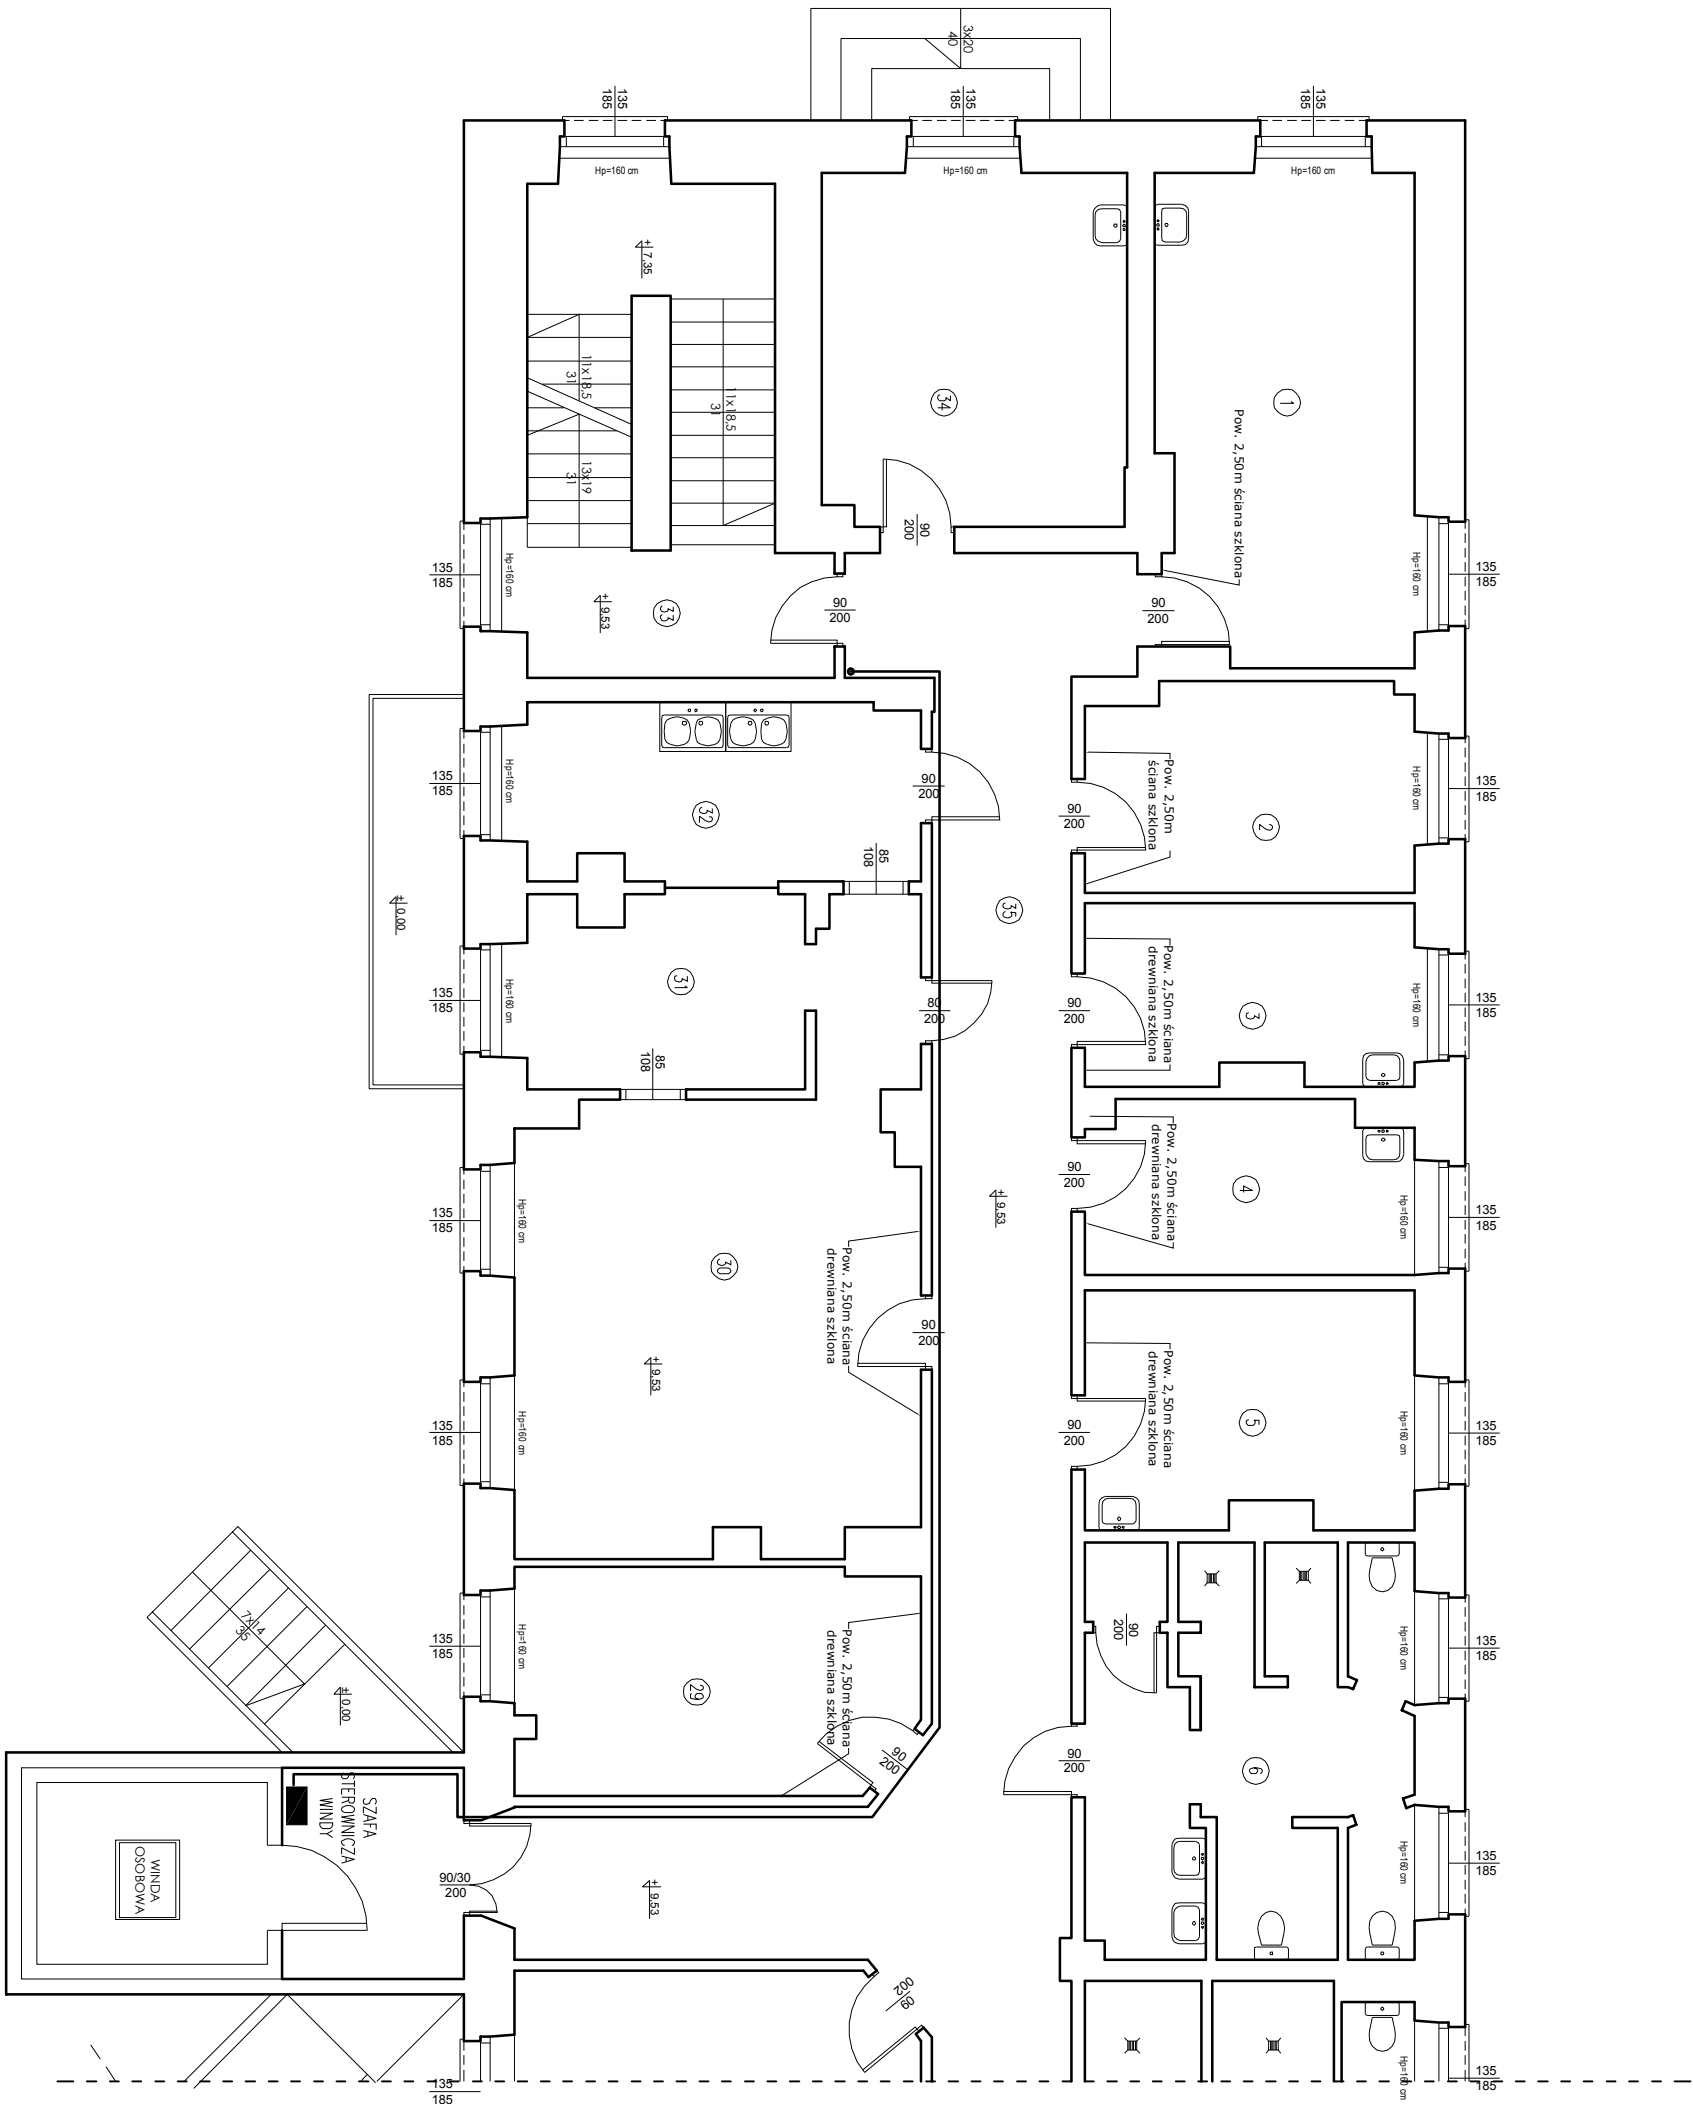 3x20
40
135
185
135
185
135
185
Hp=160 cm
Hp=160 cm
Hp=160 cm
+
7,35
11x18,5
31
11x18,5
31
13x19
31
34
1
Pow. 2,50m ściana szklona
90
200
135
185
Hp=160 cm
+
9,53
33
90
200
90
200
Hp=160 cm
135
185
135
185
Hp=160 cm
32
90
200
90
200
Pow. 2,50m
ściana szklona
2
Hp=160 cm
135
185
85
108
± 0,00
35
135
185
Hp=160 cm
31
80
200
90
200
Pow. 2,50m ściana
drewniana szklona
3
Hp=160 cm
135
185
85
108
135
185
Hp=160 cm
30
Pow. 2,50m ściana
drewniana szklona
+
9,53
90
200
Pow. 2,50m ściana
drewniana szklona
4
Hp=160 cm
135
185
90
200
+
9,53
135
185
Hp=160 cm
90
200
Pow. 2,50m ściana
drewniana szklona
5
Hp=160 cm
135
185
7x14
35
± 0,00
135
185
Hp=160 cm
29
Pow. 2,50m ściana
drewniana szklona
90
200
90
200
Hp=160 cm
135
185
90
200
6
SZAFA
STEROWNICZA
WINDY
WINDA
OSOBOWA
90/30
200
+
9,53
Hp=160 cm
135
185
90
200
135
185
Hp=160 cm
135
185